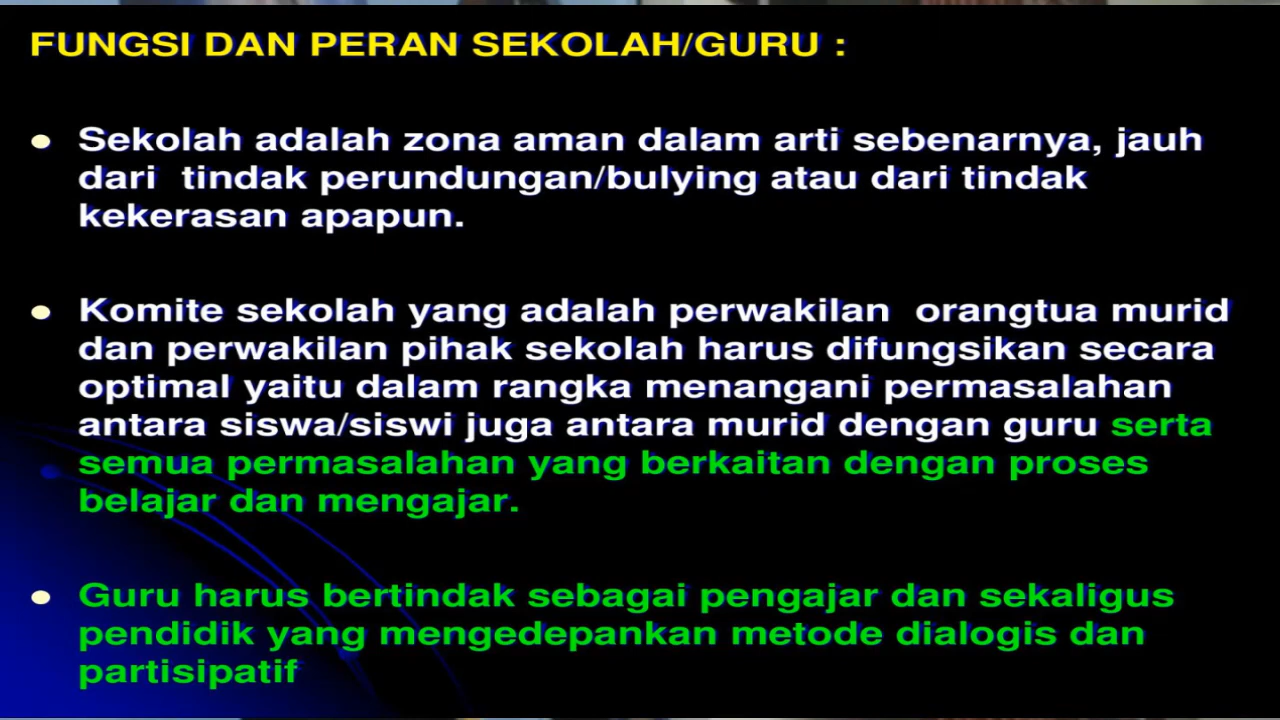 FUNGSI DAN PERAN SEKOLAH/GURU :
Sekolah adalah zona aman dalam arti sebenarnya, jauh
dari tindak perundungan/bulying atau dari tindak
kekerasan apapun.
Komite sekolah yang adalah perwakilan orangtua murid
dan perwakilan pihak sekolah harus difungsikan secara
optimal yaitu dalam rangka menangani permasalahan
antara siswa/siswi juga antara murid dengan guru serta
semua permasalahan yang berkaitan dengan proses
belajar dan mengajar.
Guru harus bertindak sebagai pengajar dan sekaligus
pendidik yang mengedepankan metode dialogis dan
partisipatif